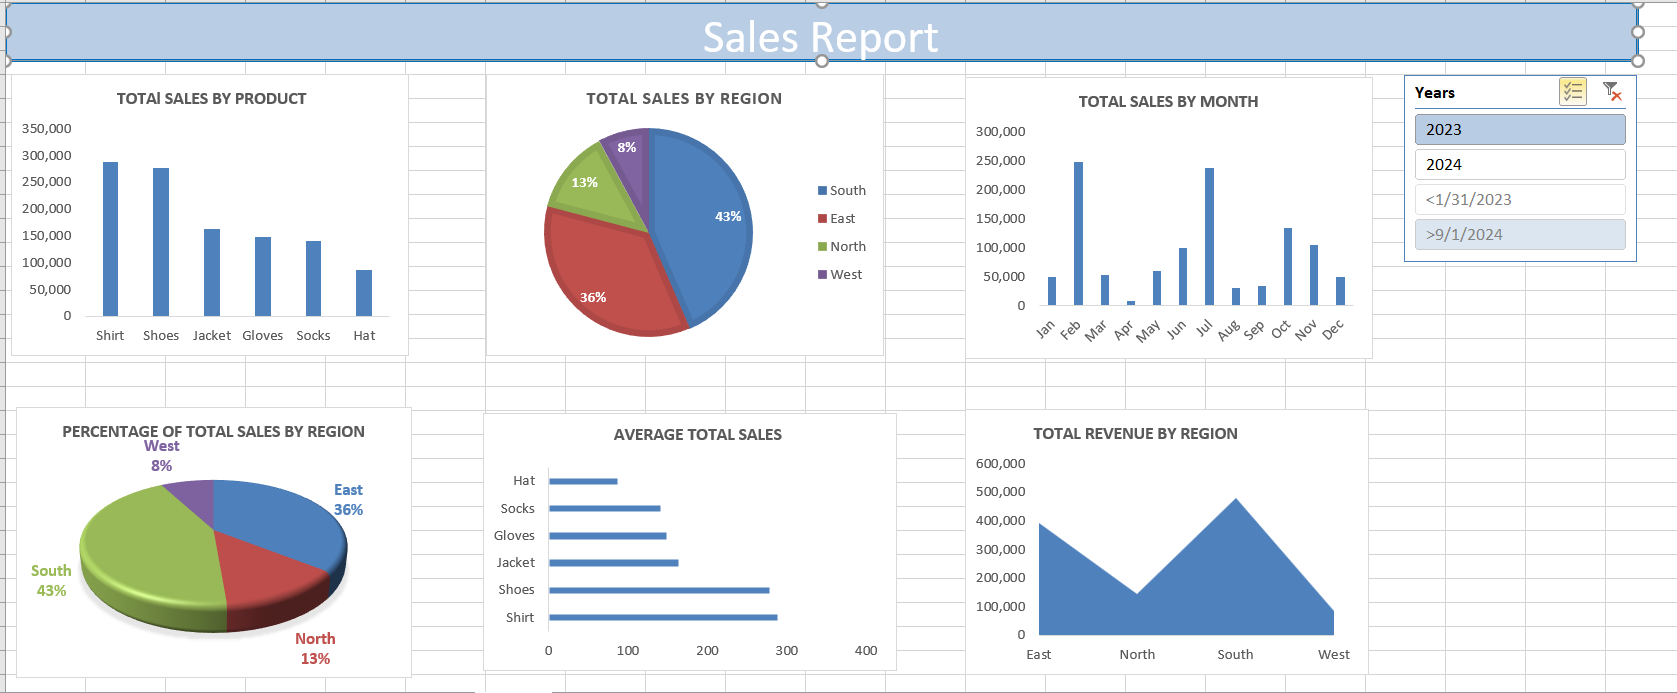 Sales Report
TOTAl SALES BY PRODUCT
350,000
300,000
250,000
200,000
150,000
100,000
50,000
0
Shirt Shoes Jacket Gloves Socks Hat
TOTAL SALES BY REGION
8%
13%
43%
36%
South
East
North
West
TOTAL SALES BY MONTH
300,000
250,000
200,000
150,000
100,000
50,000
0
Jan Feb Mar Apr May Jun Jul Aug Sep Oct Nov Dec
Years
2023
2024
<1/31/2023
>9/1/2024
PERCENTAGE OF TOTAL SALES BY REGION
West
8%
East
36%
South
43%
North
13%
AVERAGE TOTAL SALES
Hat
Socks
Gloves
Jacket
Shoes
Shirt
0 100 200 300 400
TOTAL REVENUE BY REGION
600,000
500,000
400,000
300,000
200,000
100,000
0
East North South West